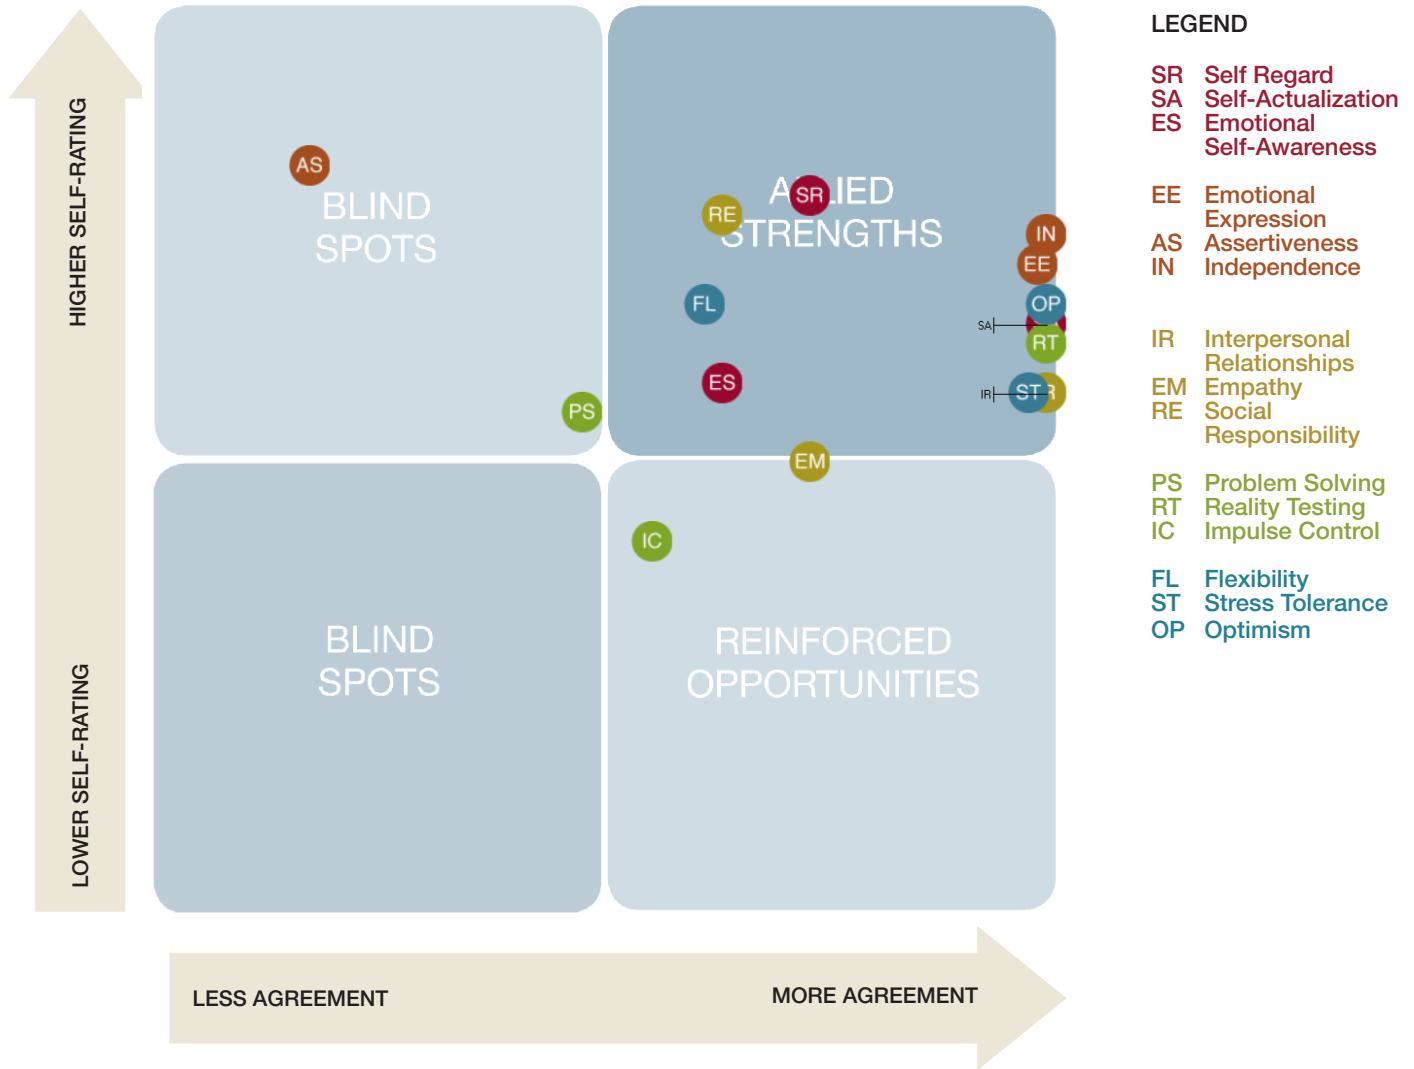 HIGHER SELF-RATING
LOWER SELF-RATING
BLIND
SPOTS
AS
PS
A LIED
STRENGTHS
SR
RE
IN
EE
FL
OP
SA
RT
ES
IR
ST
EM
BLIND
SPOTS
IC
REINFORCED
OPPORTUNITIES
LESS AGREEMENT
MORE AGREEMENT
LEGEND
SR Self Regard
SA Self-Actualization
ES Emotional
Self-Awareness
EE Emotional
Expression
AS Assertiveness
IN Independence
IR Interpersonal
Relationships
EM Empathy
RE Social
Responsibility
PS Problem Solving
RT Reality Testing
IC Impulse Control
FL Flexibility
ST Stress Tolerance
OP Optimism